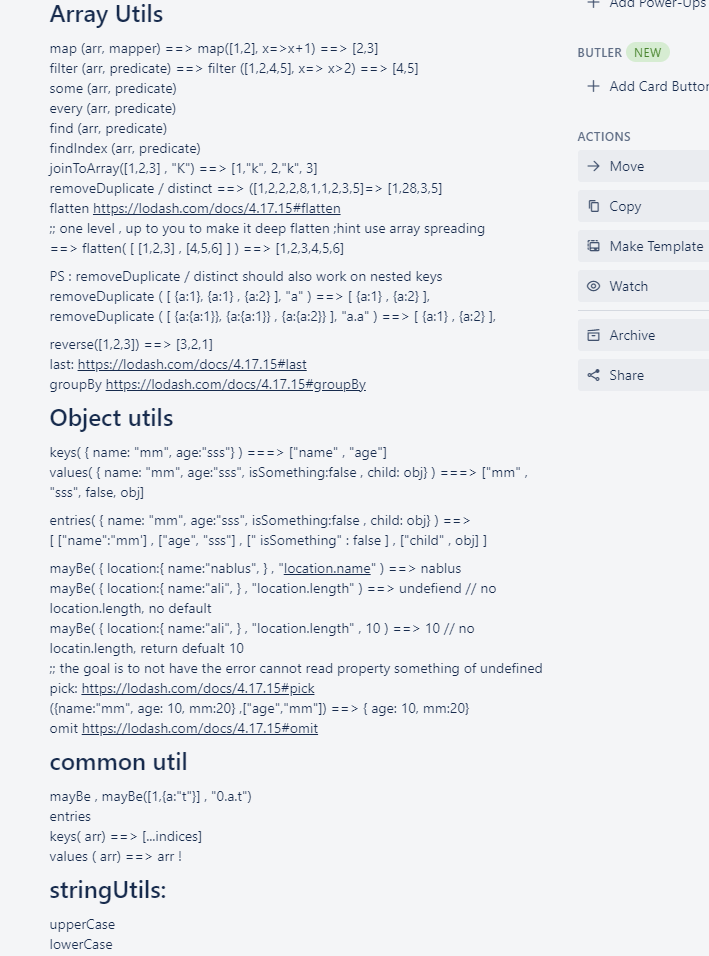 Array Utils
map (arr, mapper) ==> map([1,2], x=>x+1) ==> [2,3]
filter (arr, predicate) ==> filter ([1,2,4,5], x=> x>2) ==> [4,5]
some (arr, predicate)
every (arr, predicate)
find (arr, predicate)
findIndex (arr, predicate)
joinToArray([1,2,3] , "K") ==> [1,"k", 2,"k", 3]
removeDuplicate / distinct ==> ([1,2,2,2,8,1,1,2,3,5]=> [1,28,3,5]
flatten https://lodash.com/docs/4.17.15#flatten
;; one level , up to you to make it deep flatten ;hint use array spreading
==> flatten( [ [1,2,3] , [4,5,6] ] ) ==> [1,2,3,4,5,6]
PS : removeDuplicate / distinct should also work on nested keys
removeDuplicate ( [ {a:1}, {a:1} , {a:2} ], "a" ) ==> [ {a:1} , {a:2} ],
removeDuplicate ( [ {a:{a:1}}, {a:{a:1}} , {a:{a:2}} ], "a.a" ) ==> [ {a:1} , {a:2} ],
reverse([1,2,3]) ==> [3,2,1]
last: https://lodash.com/docs/4.17.15#last
groupBy https://lodash.com/docs/4.17.15#groupBy
Object utils
keys( { name: "mm", age:"sss"} ) ===> ["name" , "age"]
values( { name: "mm", age:"sss", isSomething:false , child: obj} ) ===> ["mm" ,
"sss", false, obj]
entries( { name: "mm", age:"sss", isSomething:false , child: obj} ) ==>
[ ["name":"mm'] , ["age", "sss"] , [" isSomething" : false ] , ["child" , obj] ]
mayBe( { location:{ name:"nablus", } , "location.name" ) ==> nablus
mayBe( { location:{ name:"ali", } , "location.length" ) ==> undefiend // no
location.length, no default
mayBe( { location:{ name:"ali", } , "location.length" , 10 ) ==> 10 // no
locatin.length, return defualt 10
;; the goal is to not have the error cannot read property something of undefined
pick: https://lodash.com/docs/4.17.15#pick
({name:"mm", age: 10, mm:20} ,["age","mm"]) ==> { age: 10, mm:20}
omit https://lodash.com/docs/4.17.15#omit
common util
mayBe , mayBe([1,{a:"t"}] , "0.a.t")
entries
keys( arr) ==> [...indices]
values ( arr) ==> arr !
stringUtils:
upperCase
lowerCase
+ Add Power-Ups
BUTLER NEW
+ Add Card Button
ACTIONS
Move
Copy
Make Template
Watch
Archive
Share